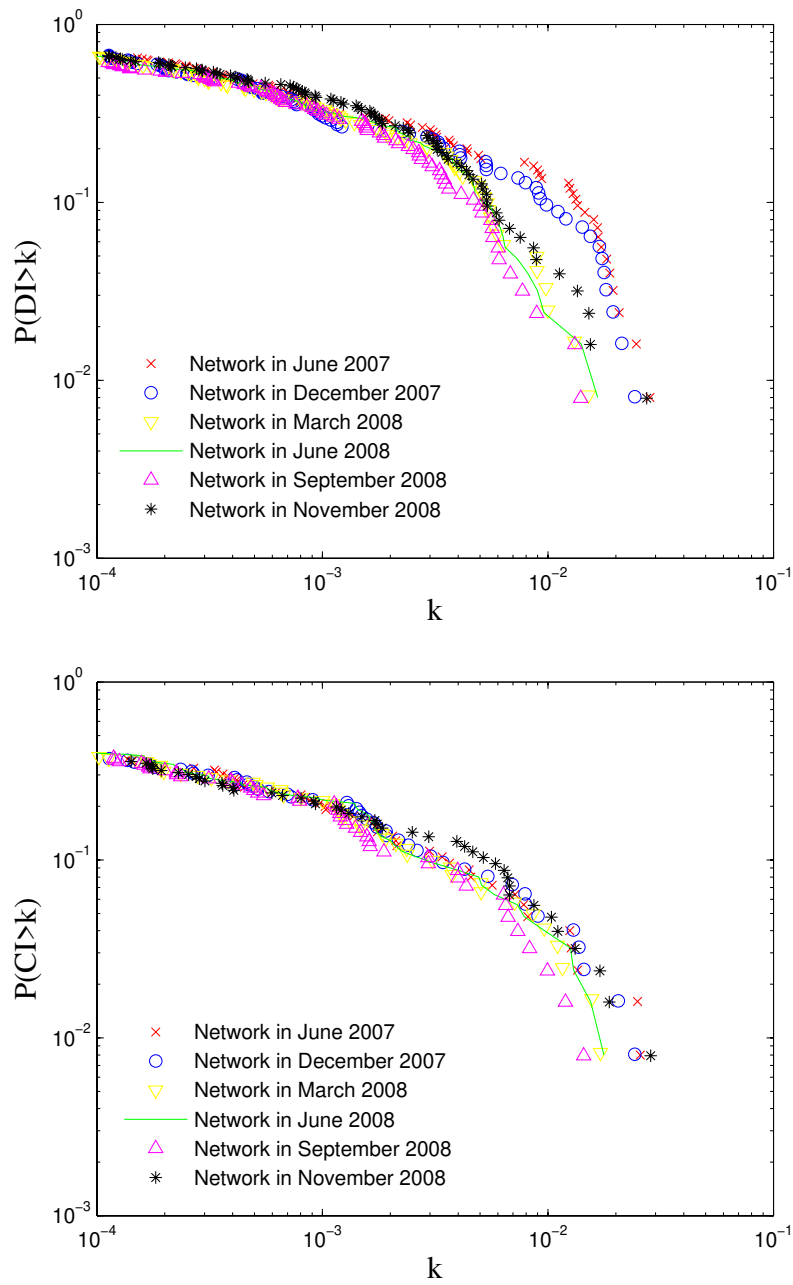 10^0
10^-1
10^-2
10^-3
P(DI>k)
Network in June 2007
Network in December 2007
Network in March 2008
Network in June 2008
Network in September 2008
Network in November 2008
10^-4 10^-3 10^-2 10^-1
k
10^0
10^-1
10^-2
10^-3
P(CI>k)
Network in June 2007
Network in December 2007
Network in March 2008
Network in June 2008
Network in September 2008
Network in November 2008
10^-4 10^-3 10^-2 10^-1
k